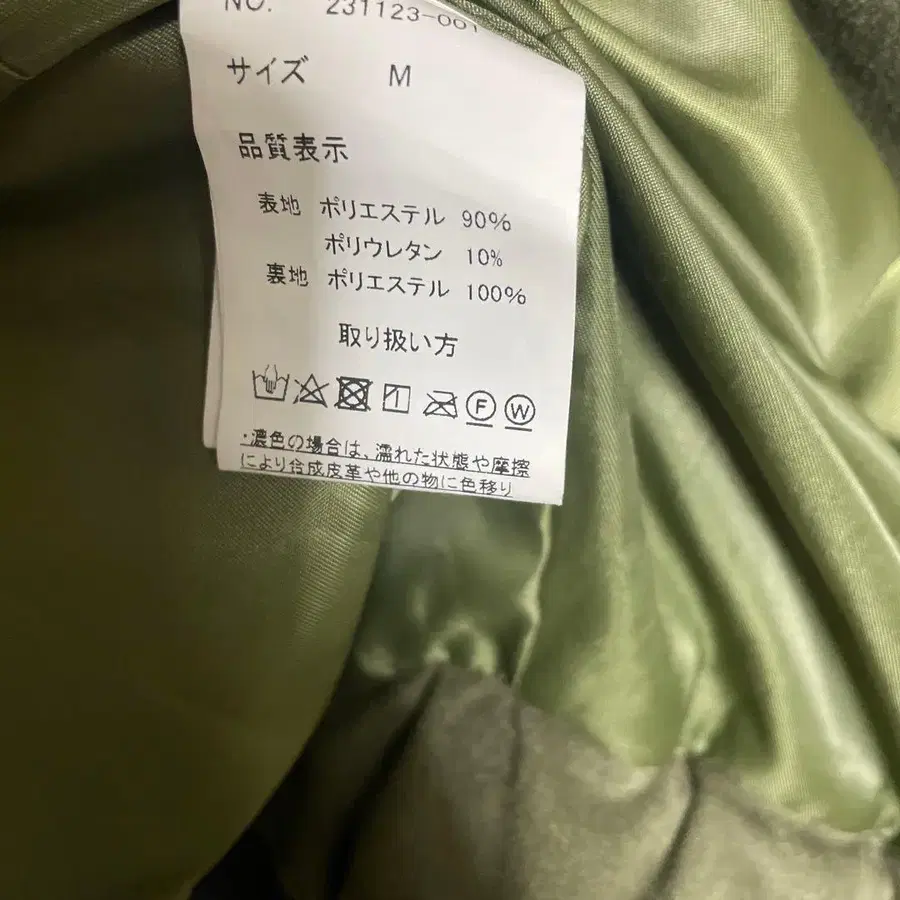 NO. 231123-001
サイズ M
品質表示
表地 ポリエステル 90%
ポリウレタン 10%
裏地 ポリエステル 100%
取り扱い方
F W
・濃色の場合は、濡れた状態や摩擦
により合成皮革や他の物に色移り